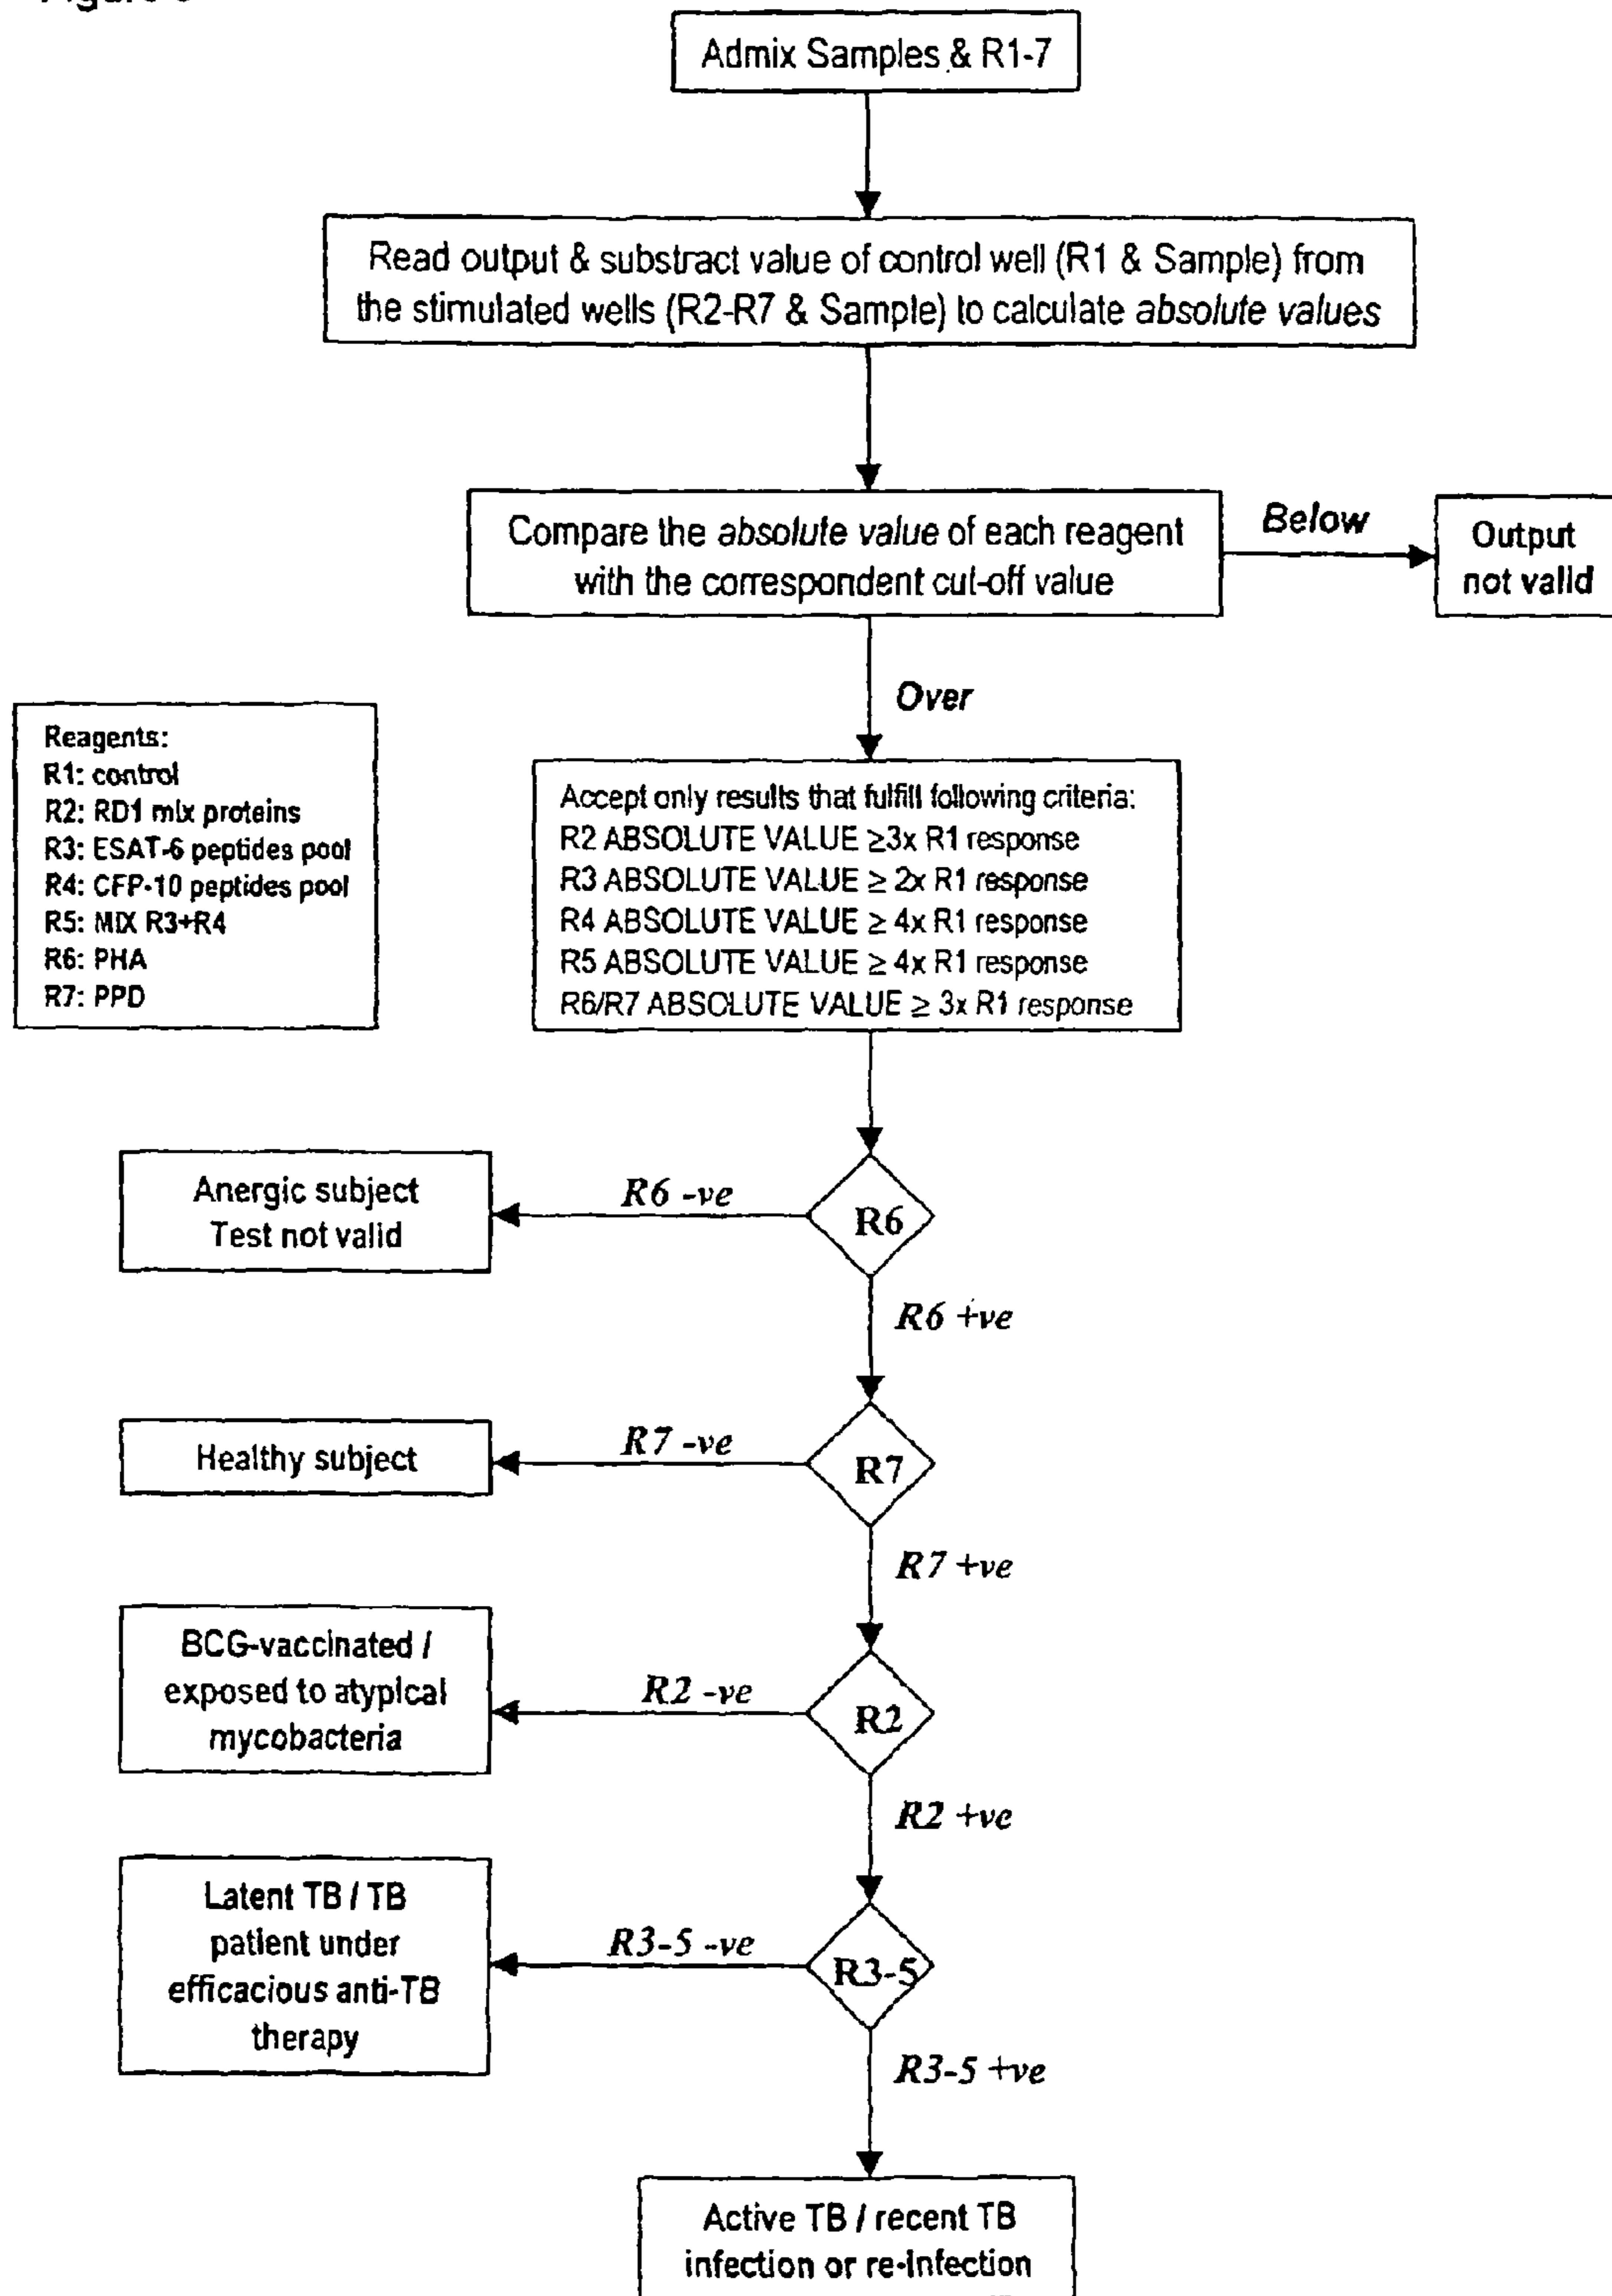 Admix Samples & R1-7
Read output & substract value of control well (R1 & Sample) from
the stimulated wells (R2-R7 & Sample) to calculate absolute values
Compare the absolute value of each reagent
with the correspondent cut-off value
Below
Output
not valid
Over
Reagents:
R1: control
R2: RD1 mix proteins
R3: ESAT-6 peptides pool
R4: CFP-10 peptides pool
R5: MIX R3+R4
R6: PHA
R7: PPD
Accept only results that fulfill following criteria:
R2 ABSOLUTE VALUE ≥3x R1 response
R3 ABSOLUTE VALUE ≥ 2x R1 response
R4 ABSOLUTE VALUE ≥ 4x R1 response
R5 ABSOLUTE VALUE ≥ 4x R1 response
R6/R7 ABSOLUTE VALUE ≥ 3x R1 response
Anergic subject
Test not valid
R6 -ve
R6
R6 +ve
Healthy subject
R7 -ve
R7
R7 +ve
BCG-vaccinated /
exposed to atypical
mycobacteria
R2 -ve
R2
R2 +ve
Latent TB / TB
patient under
efficacious anti-TB
therapy
R3-5 -ve
R3-5
R3-5 +ve
Active TB / recent TB
infection or re-infection